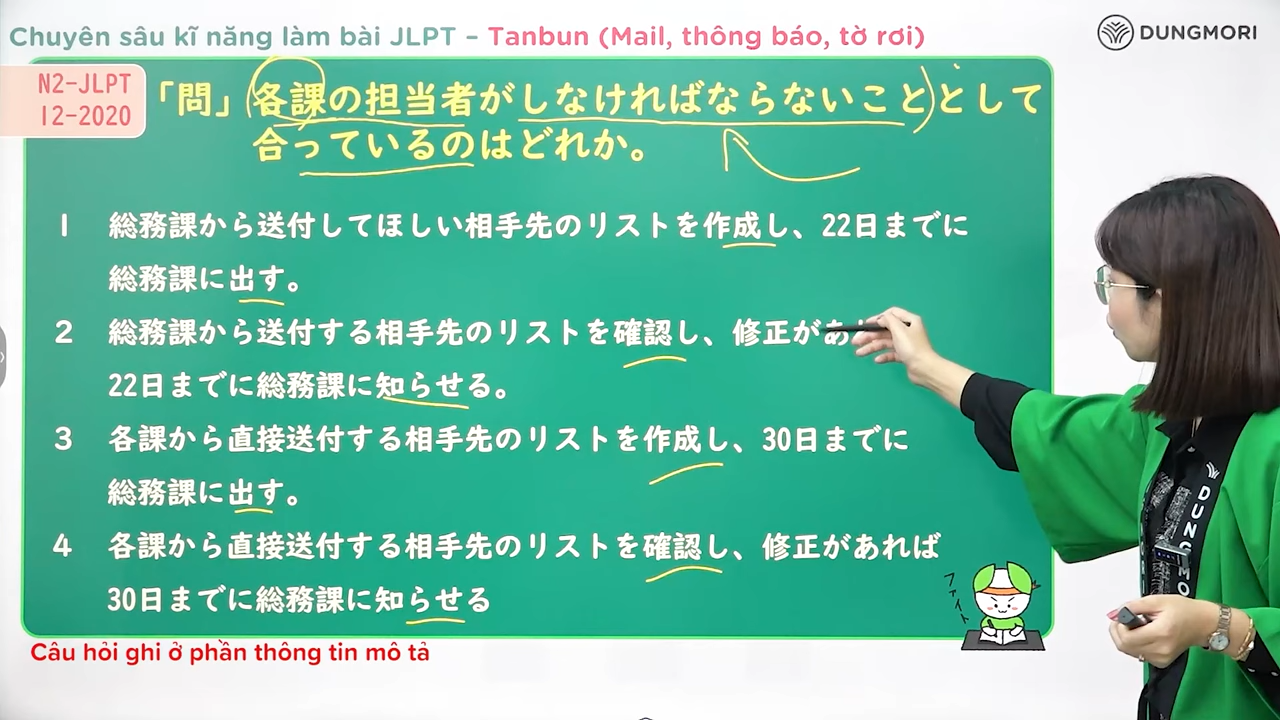 Chuyên sâu kĩ năng làm bài JLPT – Tanbun (Mail, thông báo, tờ rơi)
DUNGMORI
N2-JLPT
12-2020
「問」(各課の担当者がしなければならないこと)として
合っているのはどれか。
1 総務課から送付してほしい相手先のリストを作成し、22日までに
総務課に出す。
2 総務課から送付する相手先のリストを確認し、修正があ
22日までに総務課に知らせる。
3 各課から直接送付する相手先のリストを作成し、30日までに
総務課に出す。
4 各課から直接送付する相手先のリストを確認し、修正があれば
30日までに総務課に知らせる
ファイト
Câu hỏi ghi ở phần thông tin mô tả
DUNGMO